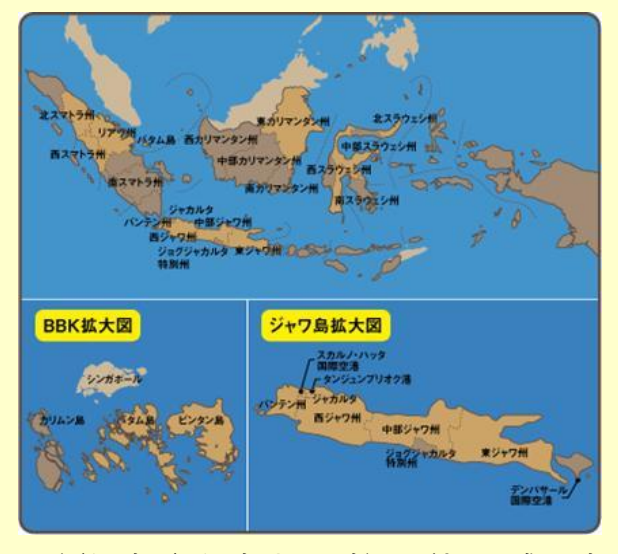 北スマトラ州
リアウ州
バタム島
西スマトラ州
南スマトラ州
西カリマンタン州
東カリマンタン州
中部カリマンタン州
南カリマンタン州
北スラウェシ州
中部スラウェシ州
西スラウェシ州
南スラウェシ州
ジャカルタ
バンテン州
中部ジャワ州
西ジャワ州
ジョグジャカルタ
特別州
東ジャワ州
BBK拡大図
シンガポール
カリムン島
バタム島
ビンタン島
ジャワ島拡大図
スカルノ・ハッタ
国際空港
タンジュンプリオク港
バンテン州
ジャカルタ
西ジャワ州
中部ジャワ州
ジョグジャカルタ
特別州
東ジャワ州
デンパサール
国際空港